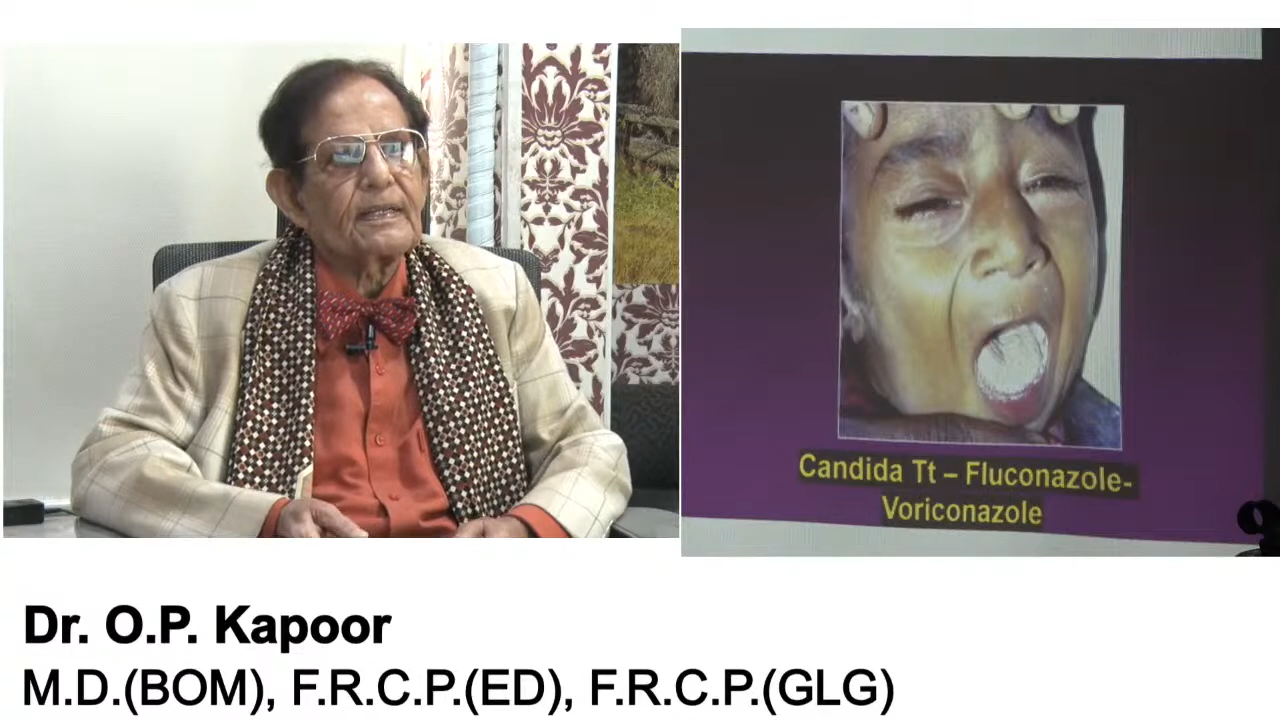 Candida Tt – Fluconazole-
Voriconazole
Dr. O.P. Kapoor
M.D.(BOM), F.R.C.P.(ED), F.R.C.P.(GLG)